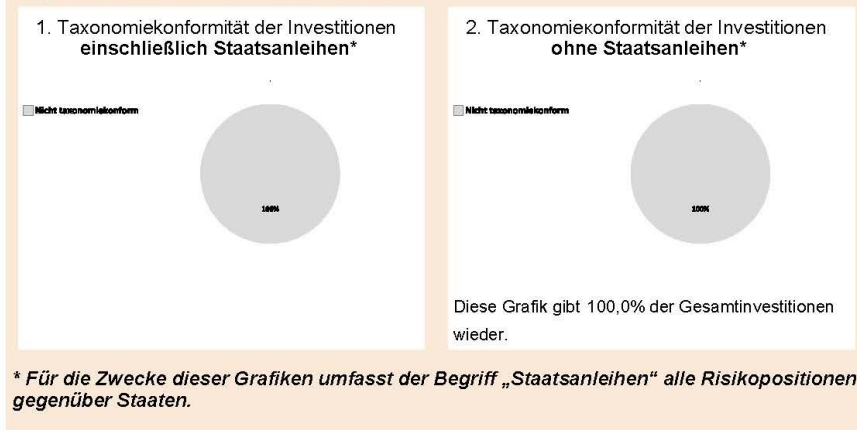 1. Taxonomiekonformität der Investitionen
einschließlich Staatsanleihen*
Nicht taxonomiekonform
100%
2. Taxonomieкonformität der Investitionen
ohne Staatsanleihen*
Nicht taxonomiekonform
100%
Diese Grafik gibt 100,0% der Gesamtinvestitionen
wieder.
* Für die Zwecke dieser Grafiken umfasst der Begriff „Staatsanleihen“ alle Risikopositionen
gegenüber Staaten.